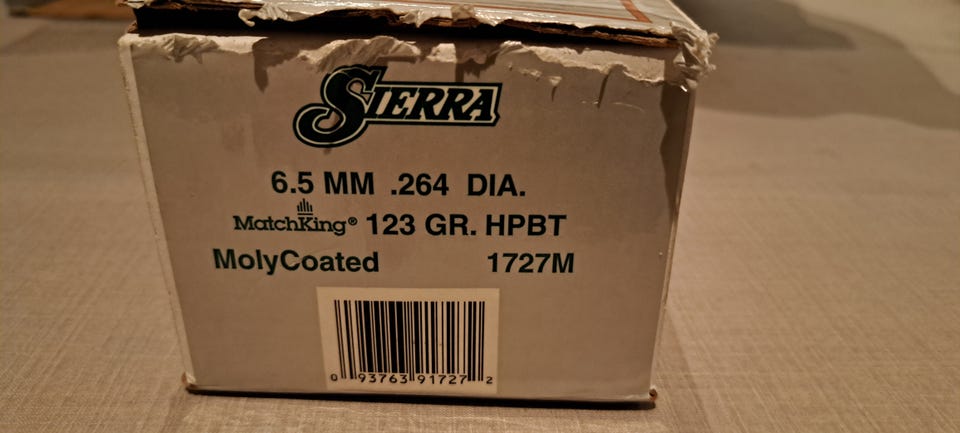 SIERRA
6.5 MM .264 DIA.
MatchKing® 123 GR. HPBT
MolyCoated 1727M
0 93763 91727 2